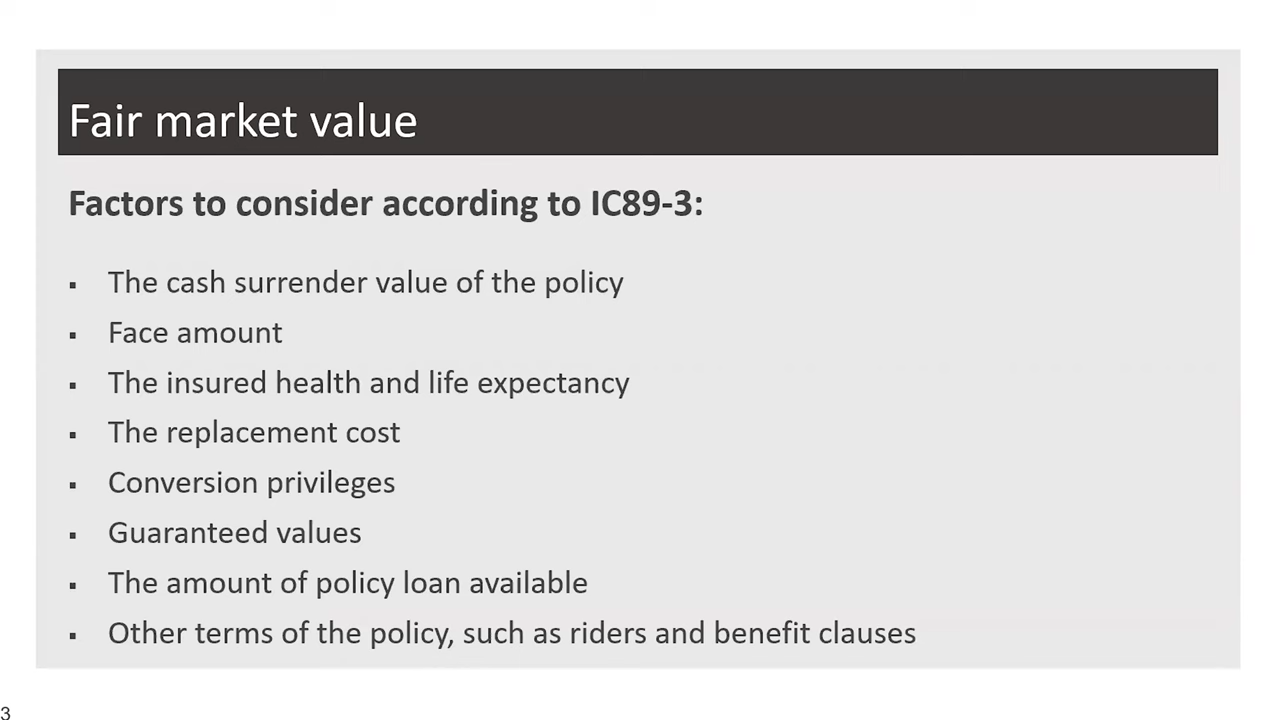 Fair market value
Factors to consider according to IC89-3:
▪ The cash surrender value of the policy
▪ Face amount
▪ The insured health and life expectancy
▪ The replacement cost
▪ Conversion privileges
▪ Guaranteed values
▪ The amount of policy loan available
▪ Other terms of the policy, such as riders and benefit clauses
3